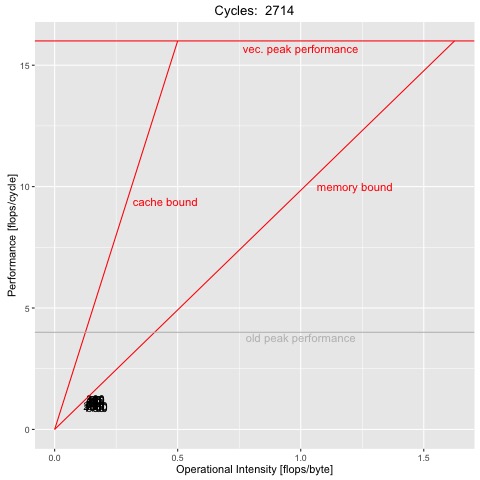 Cycles: 2714
vec. peak performance
15
memory bound
10
cache bound
Performance [flops/cycle]
5
old peak performance
0
0.0
0.5
1.0
1.5
Operational Intensity [flops/byte]